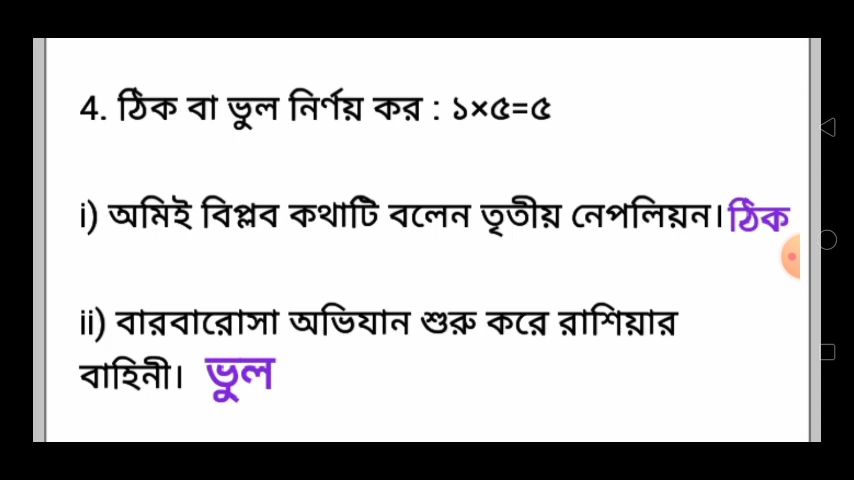 4. ঠিক বা ভুল নির্ণয় কর : ১×৫=৫
i) অমিই বিপ্লব কথাটি বলেন তৃতীয় নেপলিয়ন। ঠিক
ii) বারবারোসা অভিযান শুরু করে রাশিয়ার
বাহিনী। ভুল